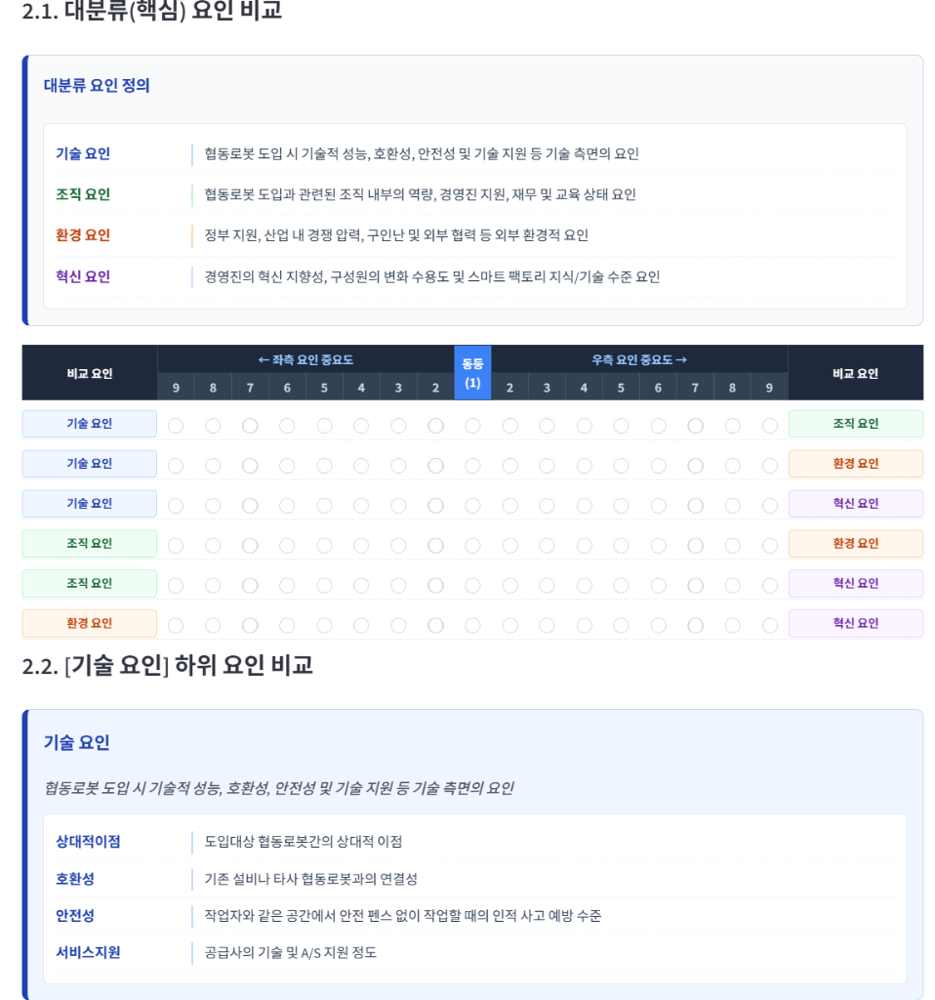 2.1. 대분류(핵심) 요인 비교
대분류 요인 정의
기술 요인 협동로봇 도입 시 기술적 성능, 호환성, 안전성 및 기술 지원 등 기술 측면의 요인
조직 요인 협동로봇 도입과 관련된 조직 내부의 역량, 경영진 지원, 재무 및 교육 상태 요인
환경 요인 정부 지원, 산업 내 경쟁 압력, 구인난 및 외부 협력 등 외부 환경적 요인
혁신 요인 경영진의 혁신 지향성, 구성원의 변화 수용도 및 스마트 팩토리 지식/기술 수준 요인
비교 요인 ← 좌측 요인 중요도 동등 (1) 우측 요인 중요도 → 비교 요인
9 8 7 6 5 4 3 2 2 3 4 5 6 7 8 9
기술 요인 조직 요인
기술 요인 환경 요인
기술 요인 혁신 요인
조직 요인 환경 요인
조직 요인 혁신 요인
환경 요인 혁신 요인
2.2. [기술 요인] 하위 요인 비교
기술 요인
협동로봇 도입 시 기술적 성능, 호환성, 안전성 및 기술 지원 등 기술 측면의 요인
상대적이점 도입대상 협동로봇간의 상대적 이점
호환성 기존 설비나 타사 협동로봇과의 연결성
안전성 작업자와 같은 공간에서 안전 펜스 없이 작업할 때의 인적 사고 예방 수준
서비스지원 공급사의 기술 및 A/S 지원 정도